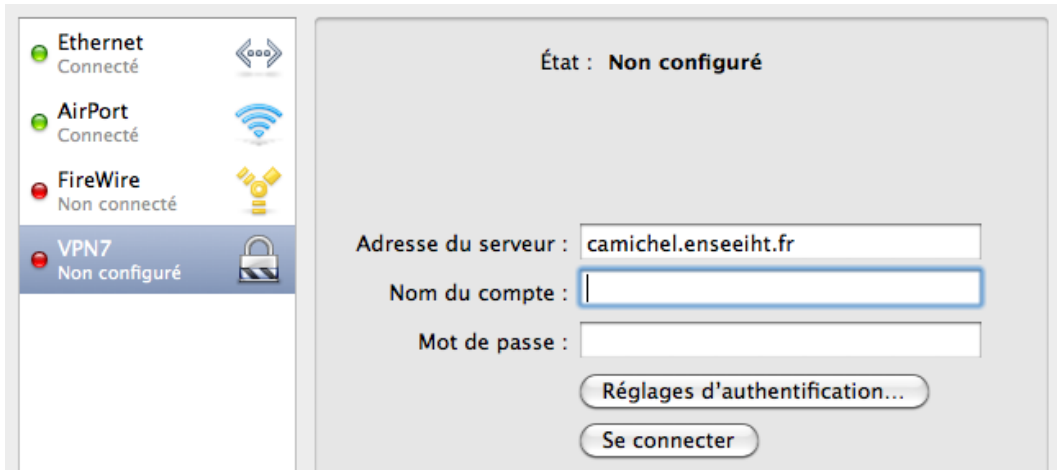 Ethernet
Connecté
AirPort
Connecté
FireWire
Non connecté
VPN7
Non configuré
État : Non configuré
Adresse du serveur : camichel.enseeiht.fr
Nom du compte :
Mot de passe :
Réglages d'authentification...
Se connecter